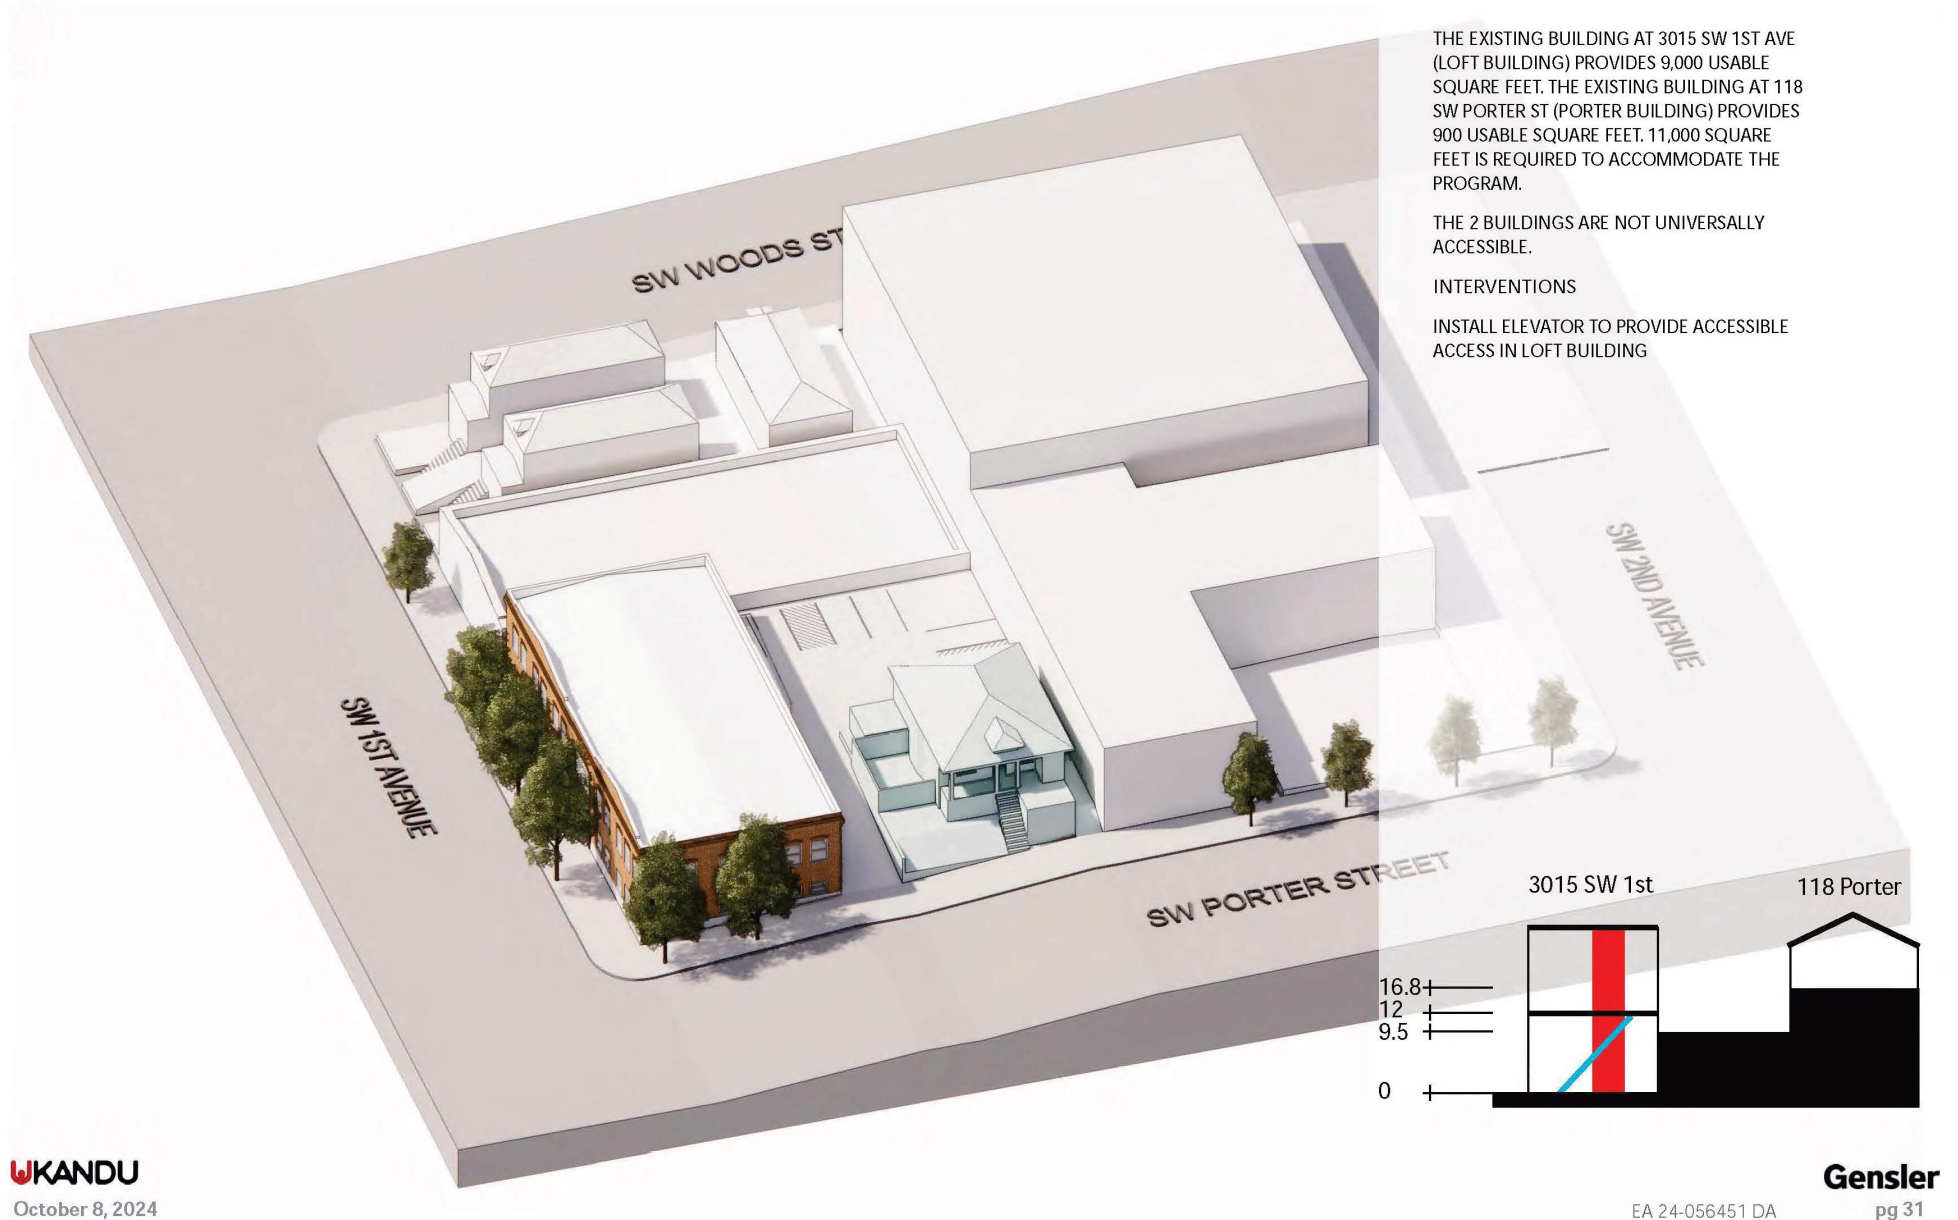 THE EXISTING BUILDING AT 3015 SW 1ST AVE
(LOFT BUILDING) PROVIDES 9,000 USABLE
SQUARE FEET. THE EXISTING BUILDING AT 118
SW PORTER ST (PORTER BUILDING) PROVIDES
900 USABLE SQUARE FEET. 11,000 SQUARE
FEET IS REQUIRED TO ACCOMMODATE THE
PROGRAM.
THE 2 BUILDINGS ARE NOT UNIVERSALLY
ACCESSIBLE.
INTERVENTIONS
INSTALL ELEVATOR TO PROVIDE ACCESSIBLE
ACCESS IN LOFT BUILDING
SW WOODS ST
SW 2ND AVENUE
SW 1ST AVENUE
SW PORTER STREET
3015 SW 1st
118 Porter
16.8
12
9.5
0
UKANDU
October 8, 2024
Gensler
EA 24-056451 DA
pg 31